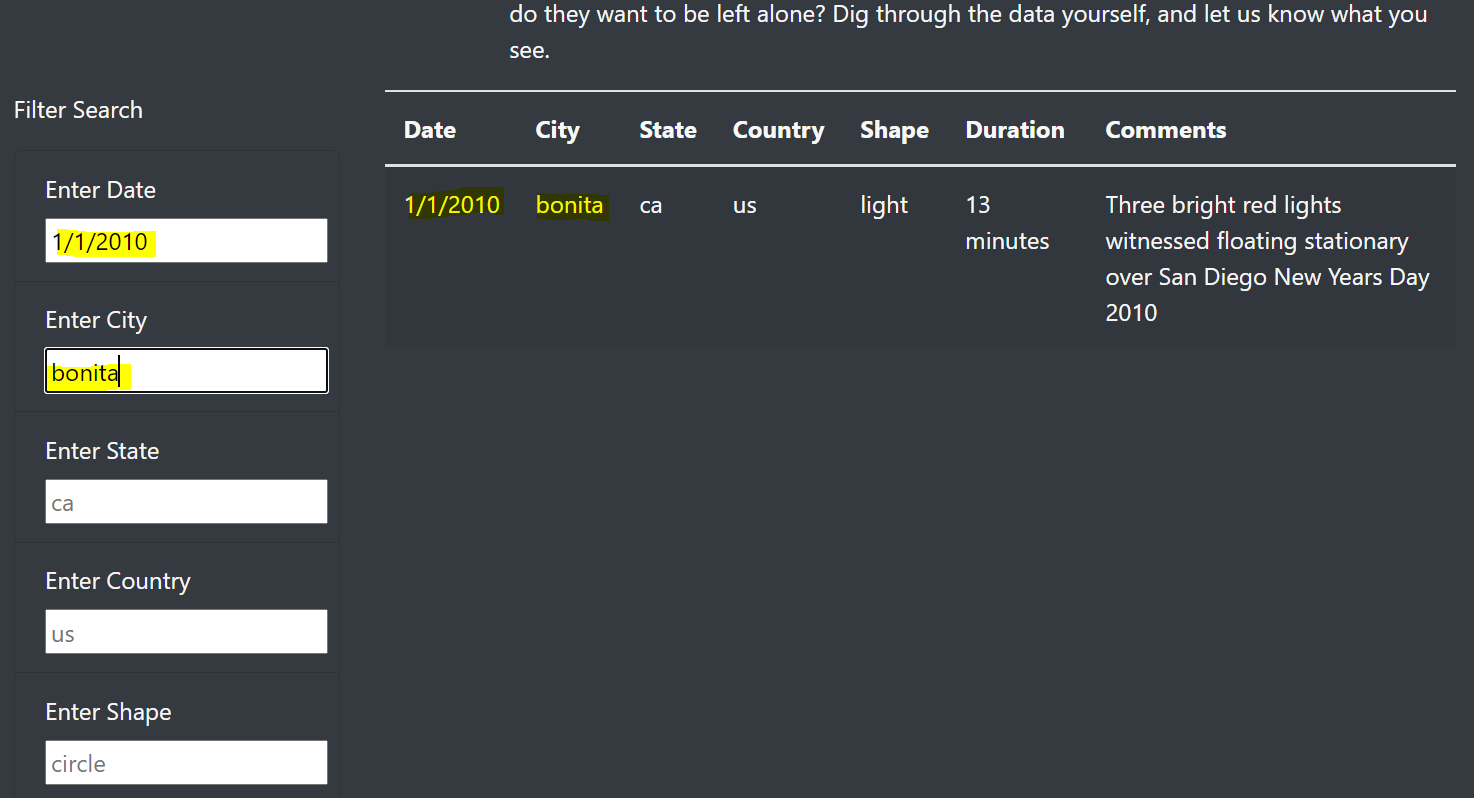 do they want to be left alone? Dig through the data yourself, and let us know what you
see.
Filter Search
Enter Date
1/1/2010
Enter City
bonita
Enter State
ca
Enter Country
us
Enter Shape
circle
Date City State Country Shape Duration Comments
1/1/2010 bonita ca us light 13 Three bright red lights
minutes witnessed floating stationary
over San Diego New Years Day
2010